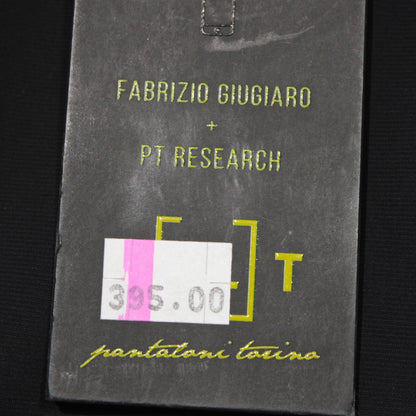 FABRIZIO GIUGIARO
+
PT RESEARCH
T
395.00
pantaloni torino